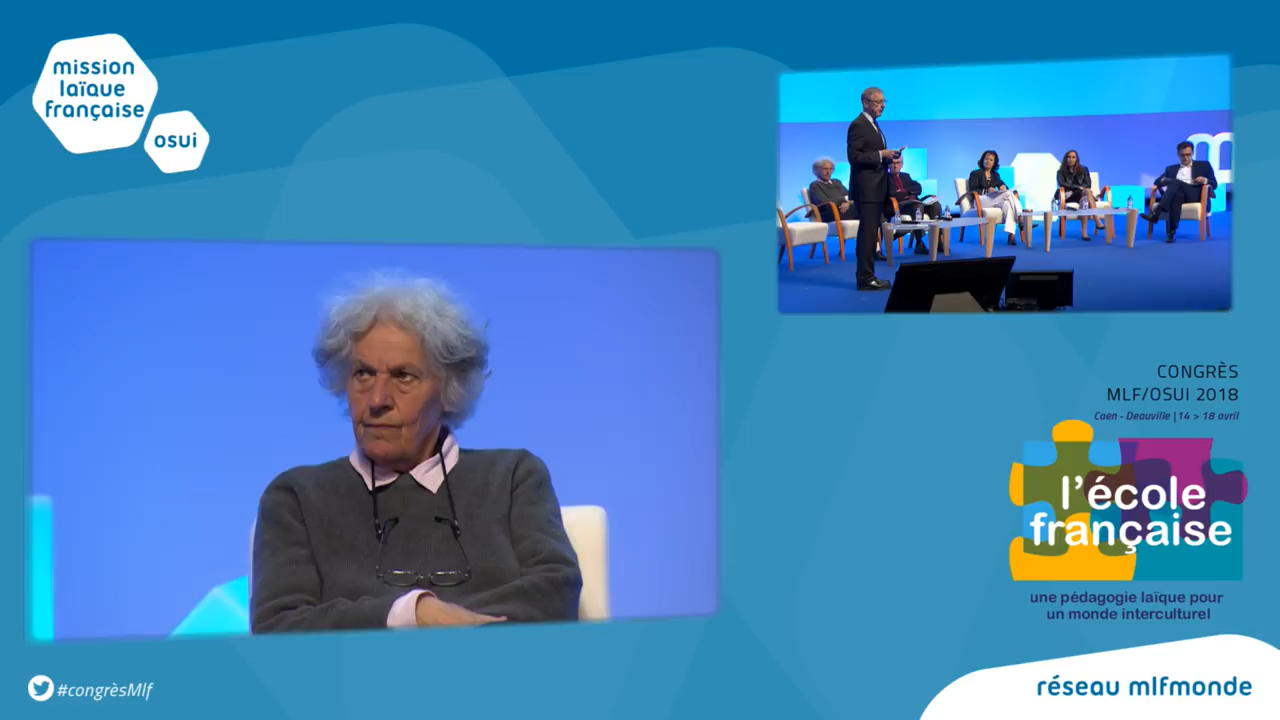 mission
laïque
française
osui
m
CONGRÈS
MLF/OSUI 2018
Caen - Deauville | 14 > 18 avril
l'école
française
une pédagogie laïque pour
un monde interculturel
#congrèsMlf
réseau mlfmonde